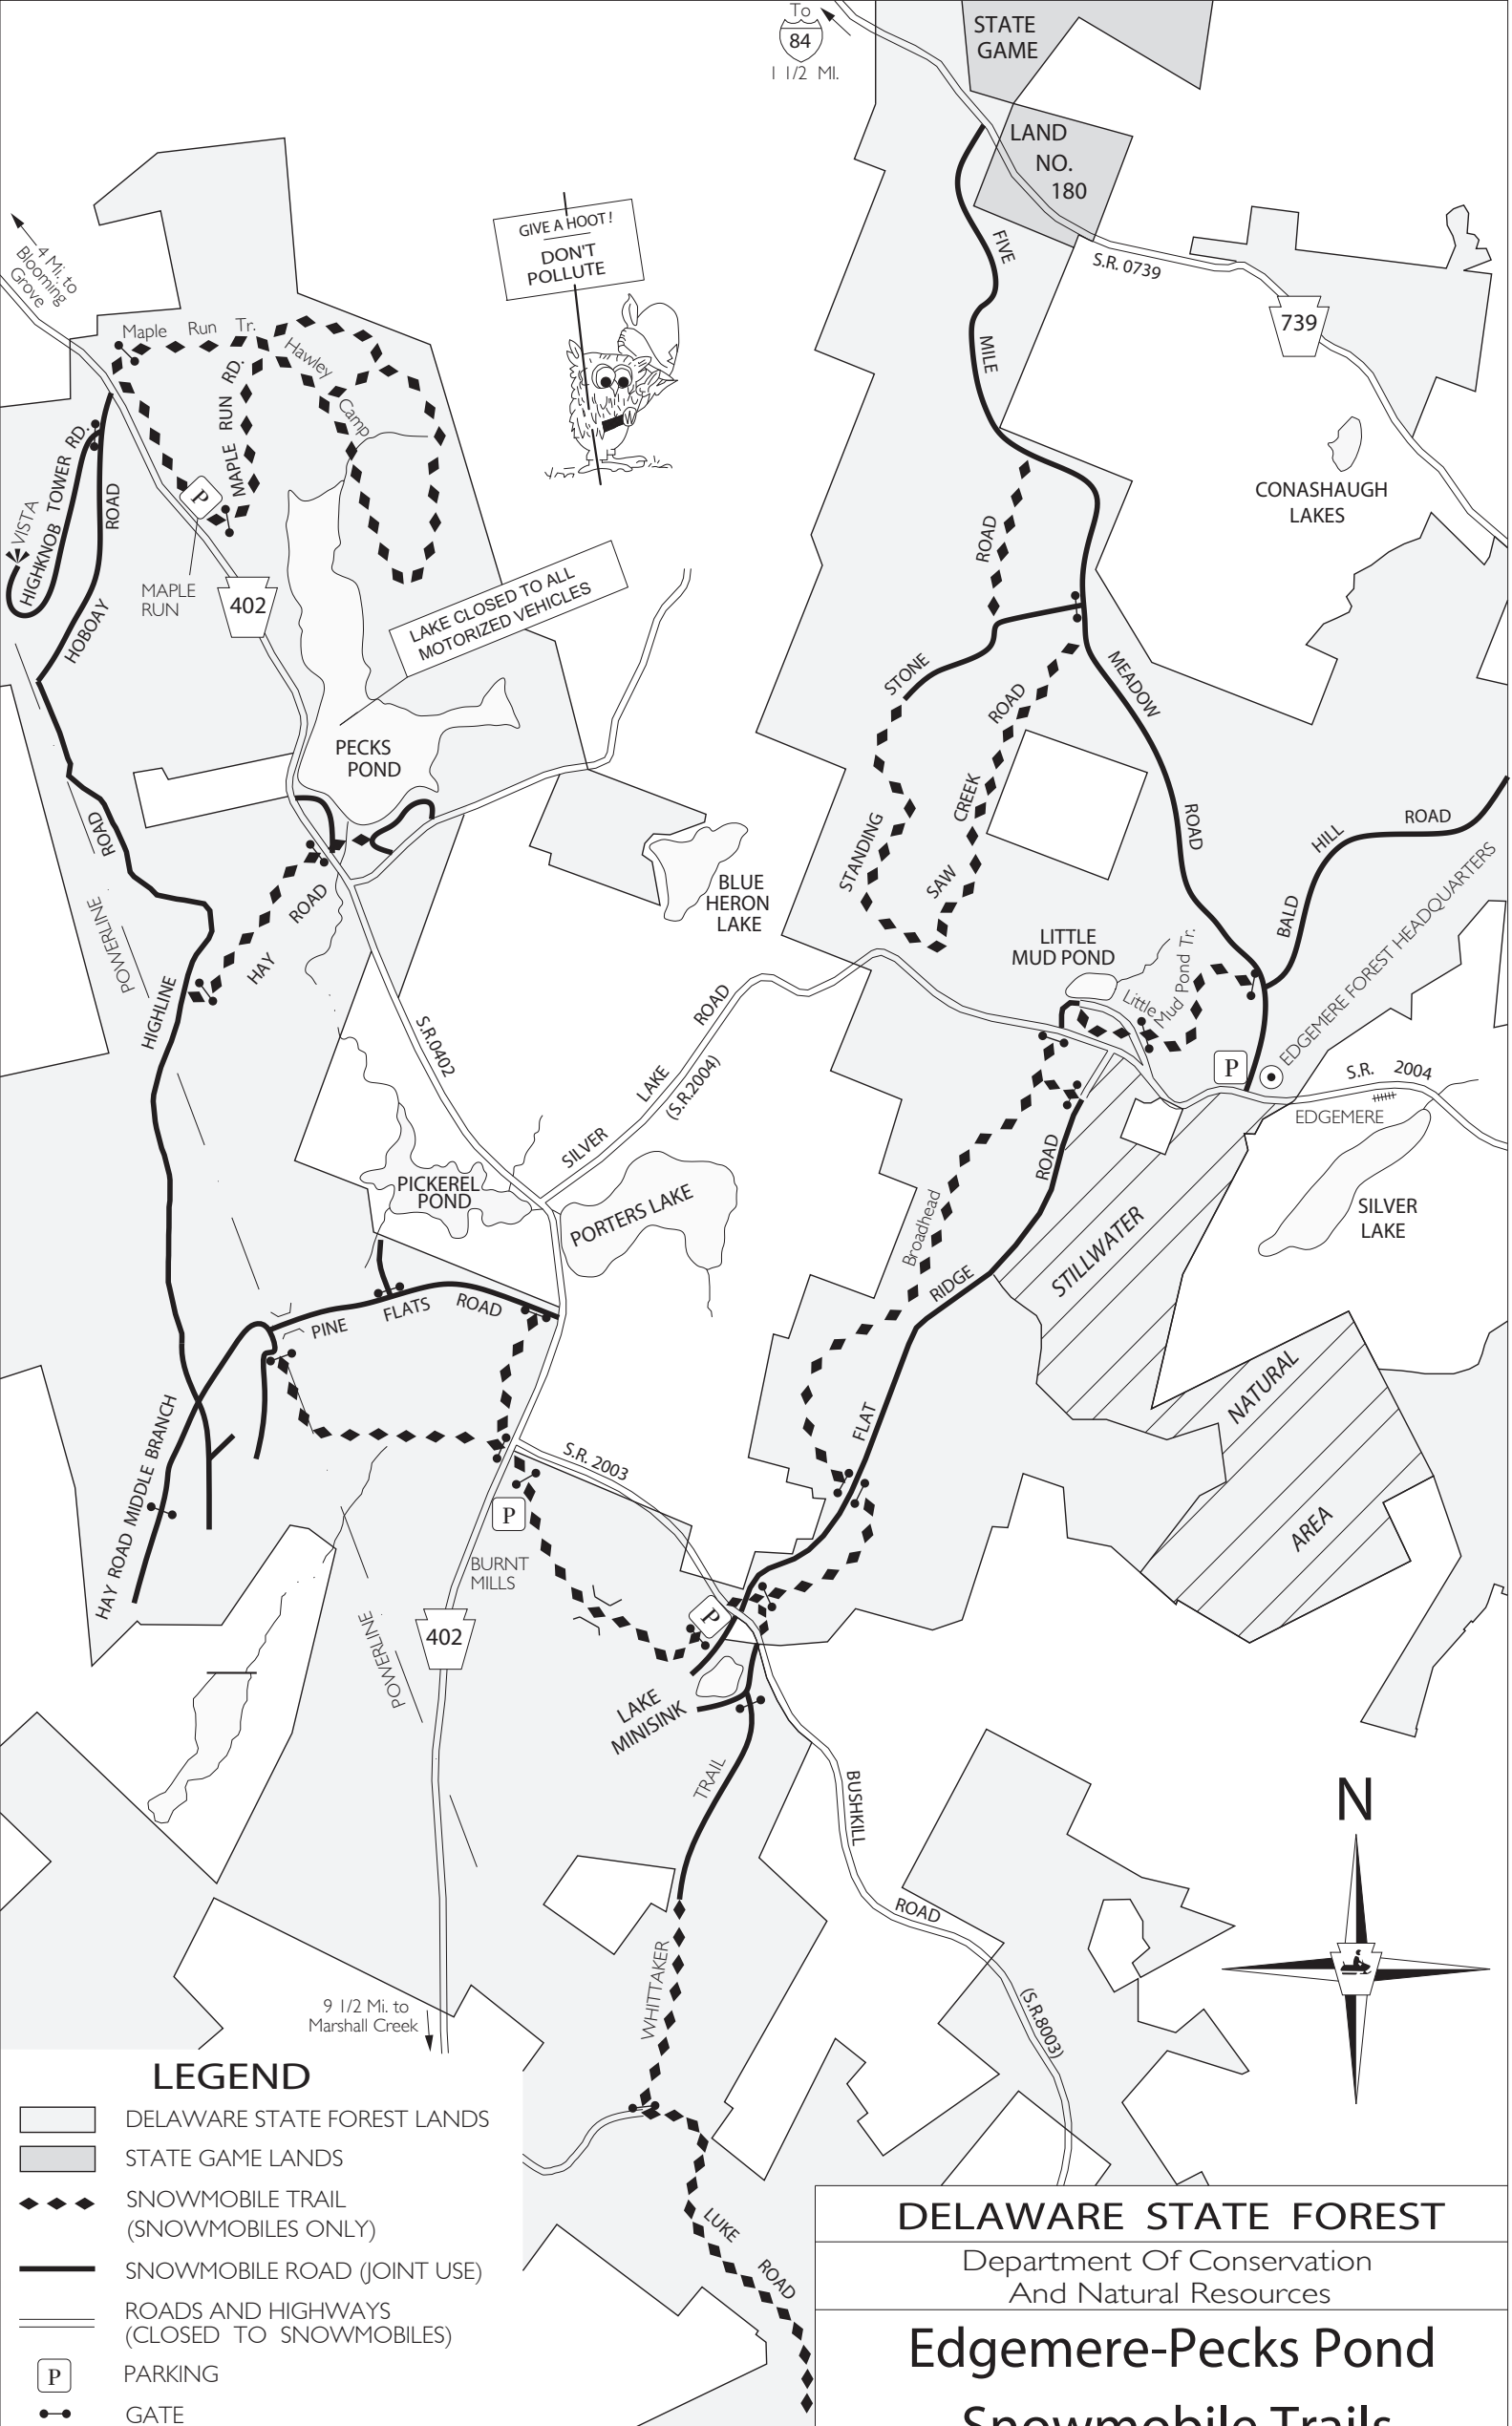 To
84
1 1/2 MI.
STATE
GAME
LAND
NO.
180
4 Mi. to
Blooming
Grove
GIVE A HOOT!
DON'T
POLLUTE
FIVE
S.R. 0739
739
MILE
Maple Run Tr.
Hawley
Camp
MAPLE RUN RD.
HIGHKNOB TOWER RD.
ROAD
VISTA
P
CONASHAUGH
LAKES
ROAD
MAPLE
RUN
402
HOBOAY
LAKE CLOSED TO ALL
MOTORIZED VEHICLES
STONE
ROAD
MEADOW
PECKS
POND
CREEK
ROAD
ROAD
ROAD
HILL
STANDING
SAW
BALD
BLUE
HERON
LAKE
HAY
ROAD
POWERLINE
HIGHLINE
LITTLE
MUD POND
Little
Mud Pond Tr.
EDGEMERE FOREST HEADQUARTERS
S.R.0402
ROAD
LAKE
(S.R.2004)
SILVER
P
S.R. 2004
EDGEMERE
ROAD
PICKEREL
POND
PORTERS LAKE
Broadhead
STILLWATER
SILVER
LAKE
RIDGE
PINE
FLATS
ROAD
NATURAL
FLAT
HAY ROAD MIDDLE BRANCH
S.R. 2003
P
AREA
BURNT
MILLS
402
P
POWERLINE
LAKE
MINISINK
TRAIL
BUSHKILL
N
ROAD
WHITTAKER
(S.R.8003)
9 1/2 Mi. to
Marshall Creek
LEGEND
DELAWARE STATE FOREST LANDS
STATE GAME LANDS
SNOWMOBILE TRAIL
(SNOWMOBILES ONLY)
SNOWMOBILE ROAD (JOINT USE)
ROADS AND HIGHWAYS
(CLOSED TO SNOWMOBILES)
P
PARKING
GATE
LUKE
ROAD
DELAWARE STATE FOREST
Department Of Conservation
And Natural Resources
Edgemere-Pecks Pond
Snowmobile Trails